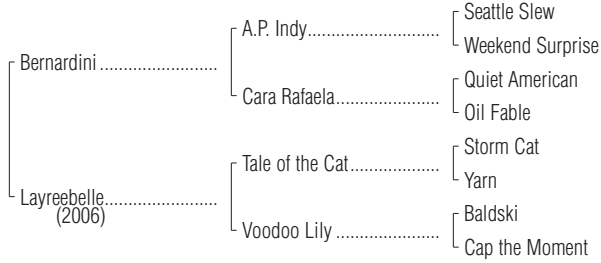 Seattle Slew
A.P. Indy
Weekend Surprise
Bernardini
Quiet American
Cara Rafaela
Oil Fable
Storm Cat
Tale of the Cat
Yarn
Layreebelle
(2006)
Baldski
Voodoo Lily
Cap the Moment